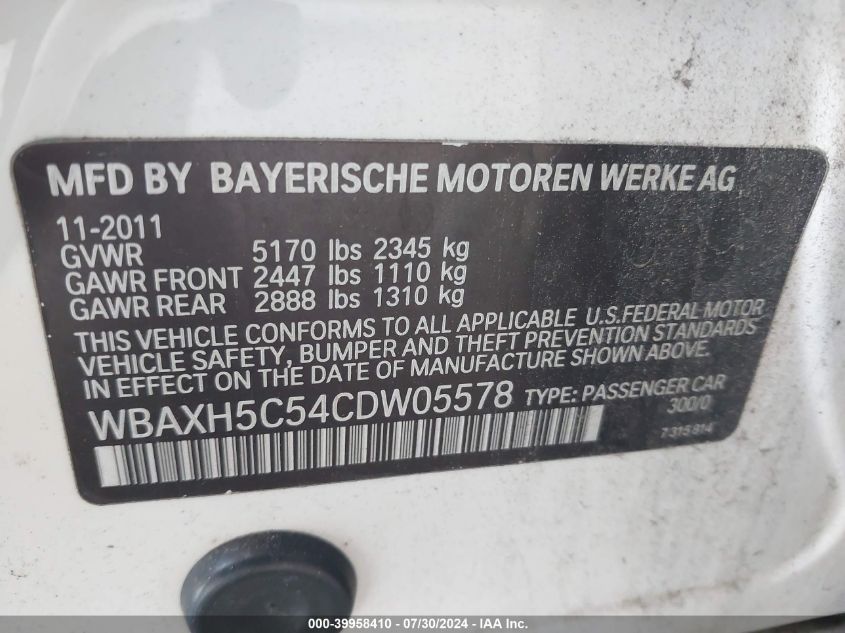 MFD BY BAYERISCHE MOTOREN WERKE AG
11-2011
GVWR 5170 lbs 2345 kg
GAWR FRONT 2447 lbs 1110 kg
GAWR REAR 2888 lbs 1310 kg
THIS VEHICLE CONFORMS TO ALL APPLICABLE U.S.FEDERAL MOTOR
VEHICLE SAFETY, BUMPER AND THEFT PREVENTION STANDARDS
IN EFFECT ON THE DATE OF MANUFACTURE SHOWN ABOVE.
WBAXH5C54CDW05578 TYPE: PASSENGER CAR
300/0
7 315 814
000-39958410 - 07/30/2024 - IAA Inc.